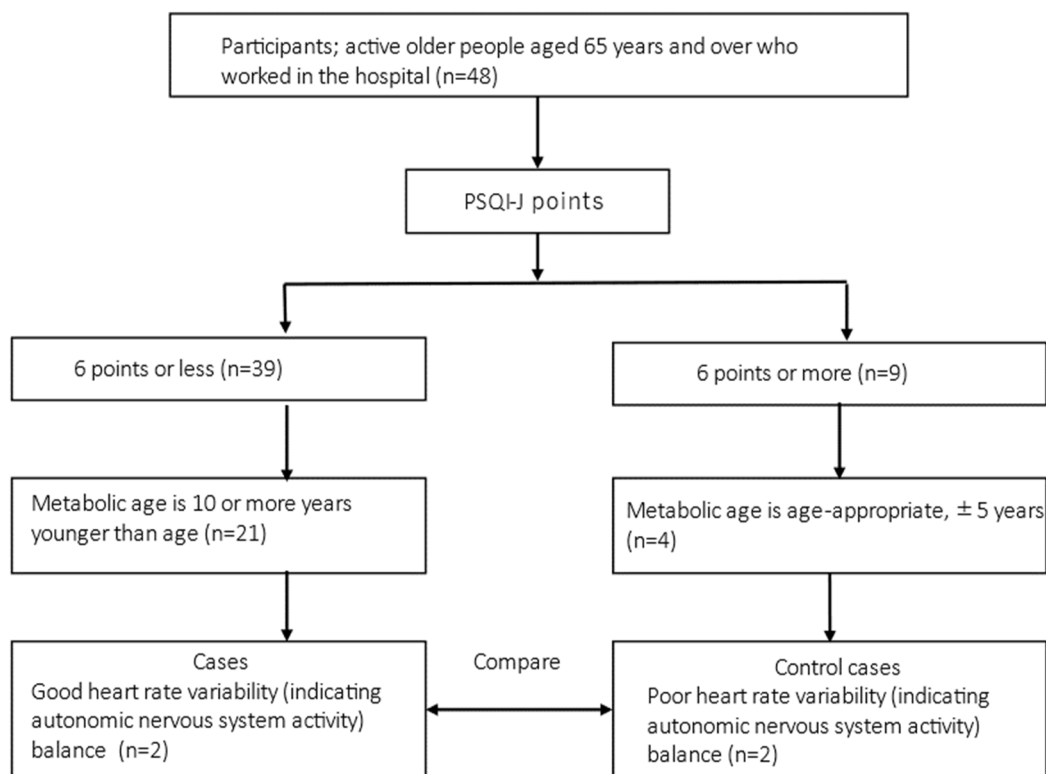 Participants; active older people aged 65 years and over who
worked in the hospital (n=48)
PSQI-J points
6 points or less (n=39)
6 points or more (n=9)
Metabolic age is 10 or more years
younger than age (n=21)
Metabolic age is age-appropriate, ±5 years
(n=4)
Cases
Good heart rate variability (indicating
autonomic nervous system activity)
balance (n=2)
Compare
Control cases
Poor heart rate variability (indicating
autonomic nervous system activity)
balance (n=2)